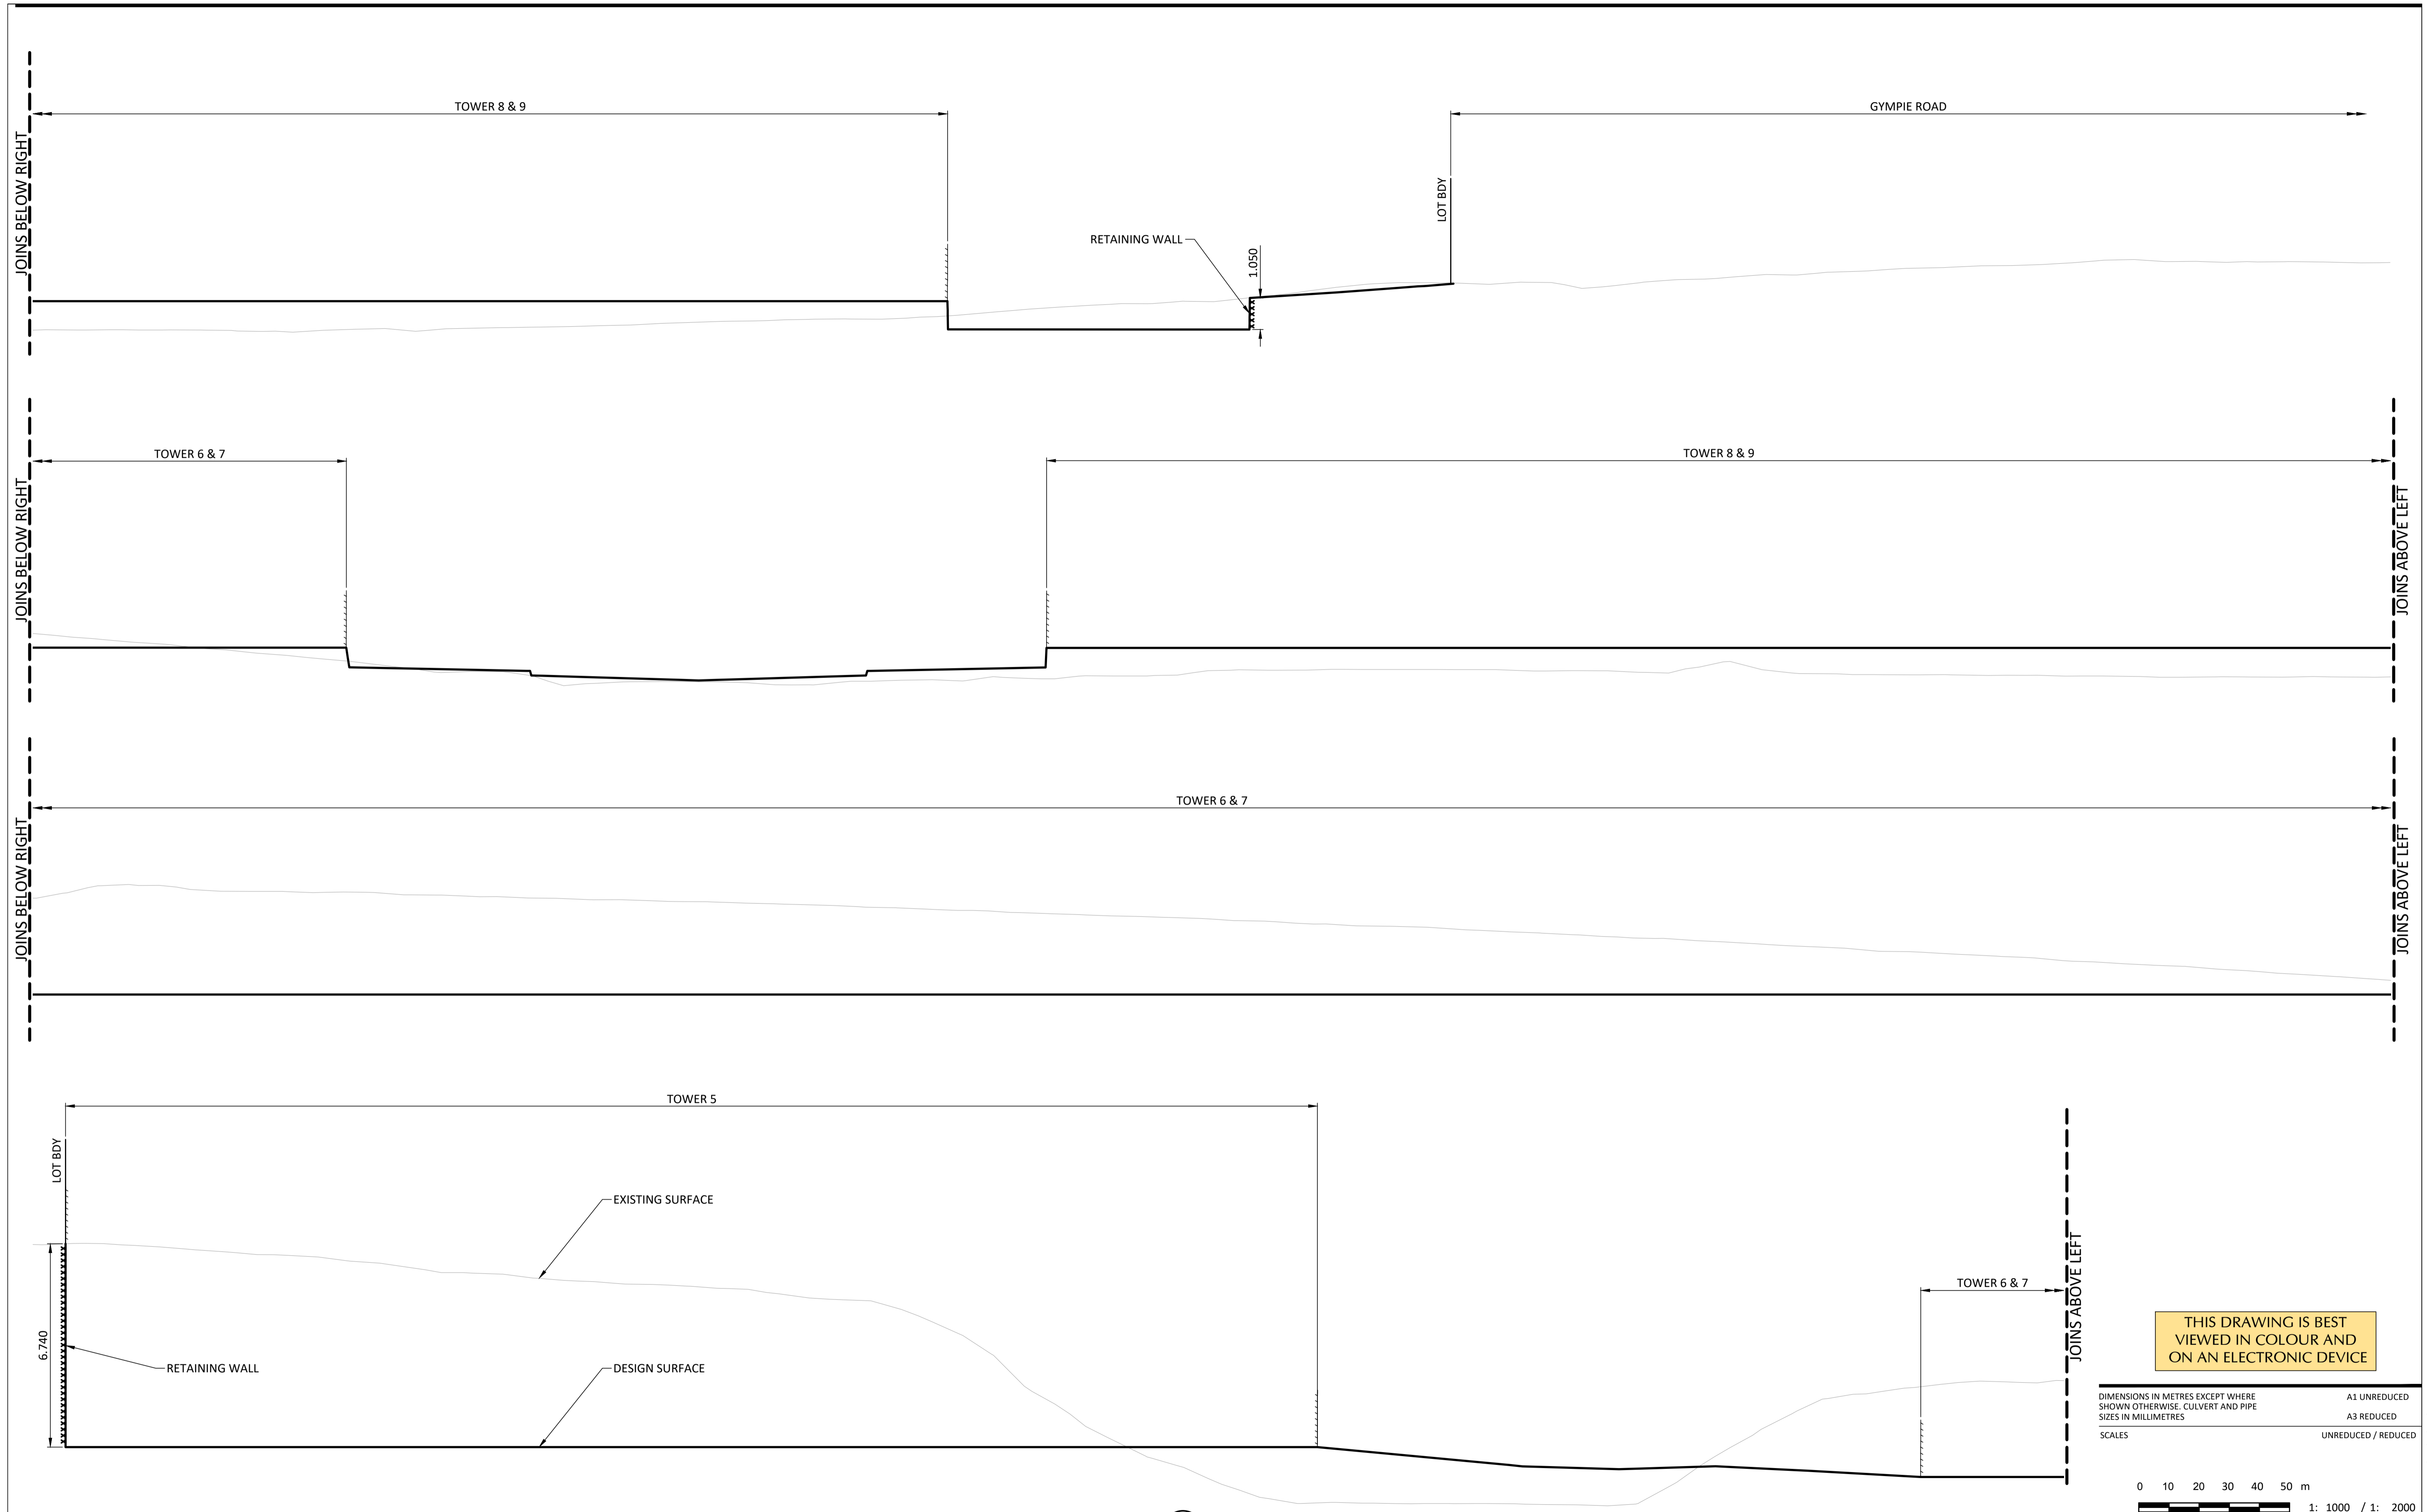 TOWER 8 & 9
GYMPIE ROAD
JOINS BELOW RIGHT
LOT BDY
RETAINING WALL
1.050
TOWER 6 & 7
TOWER 8 & 9
JOINS BELOW RIGHT
JOINS ABOVE LEFT
TOWER 6 & 7
JOINS BELOW RIGHT
JOINS ABOVE LEFT
TOWER 5
LOT BDY
EXISTING SURFACE
TOWER 6 & 7
JOINS ABOVE LEFT
6.740
RETAINING WALL
DESIGN SURFACE
THIS DRAWING IS BEST
VIEWED IN COLOUR AND
ON AN ELECTRONIC DEVICE
DIMENSIONS IN METRES EXCEPT WHERE
SHOWN OTHERWISE. CULVERT AND PIPE
SIZES IN MILLIMETRES
A1 UNREDUCED
A3 REDUCED
SCALES UNREDUCED / REDUCED
0 10 20 30 40 50 m
1: 1000 / 1: 2000